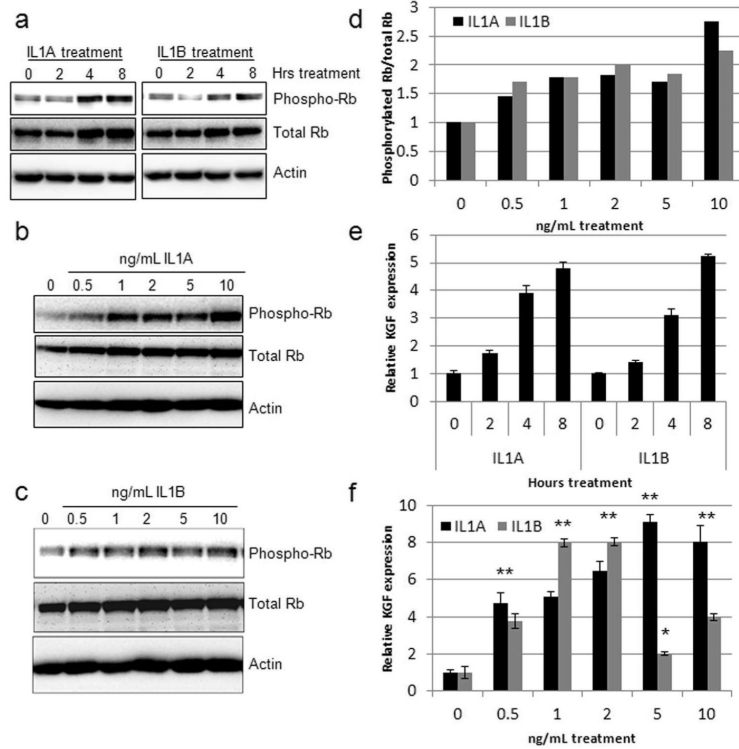 a
IL1A treatment IL1B treatment
0 2 4 8 0 2 4 8 Hrs treatment
Phospho-Rb
Total Rb
Actin
b
ng/mL IL1A
0 0.5 1 2 5 10
Phospho-Rb
Total Rb
Actin
c
ng/mL IL1B
0 0.5 1 2 5 10
Phospho-Rb
Total Rb
Actin
d
IL1A IL1B
Phosphorylated Rb/total Rb
3
2.5
2
1.5
1
0.5
0 0.5 1 2 5 10
ng/mL treatment
e
Relative KGF expression
6
5
4
3
2
1
0
0 2 4 8 0 2 4 8
IL1A IL1B
Hours treatment
f
IL1A IL1B
Relative KGF expression
10
8
6
4
2
0
** ** ** ** * **
0 0.5 1 2 5 10
ng/mL treatment